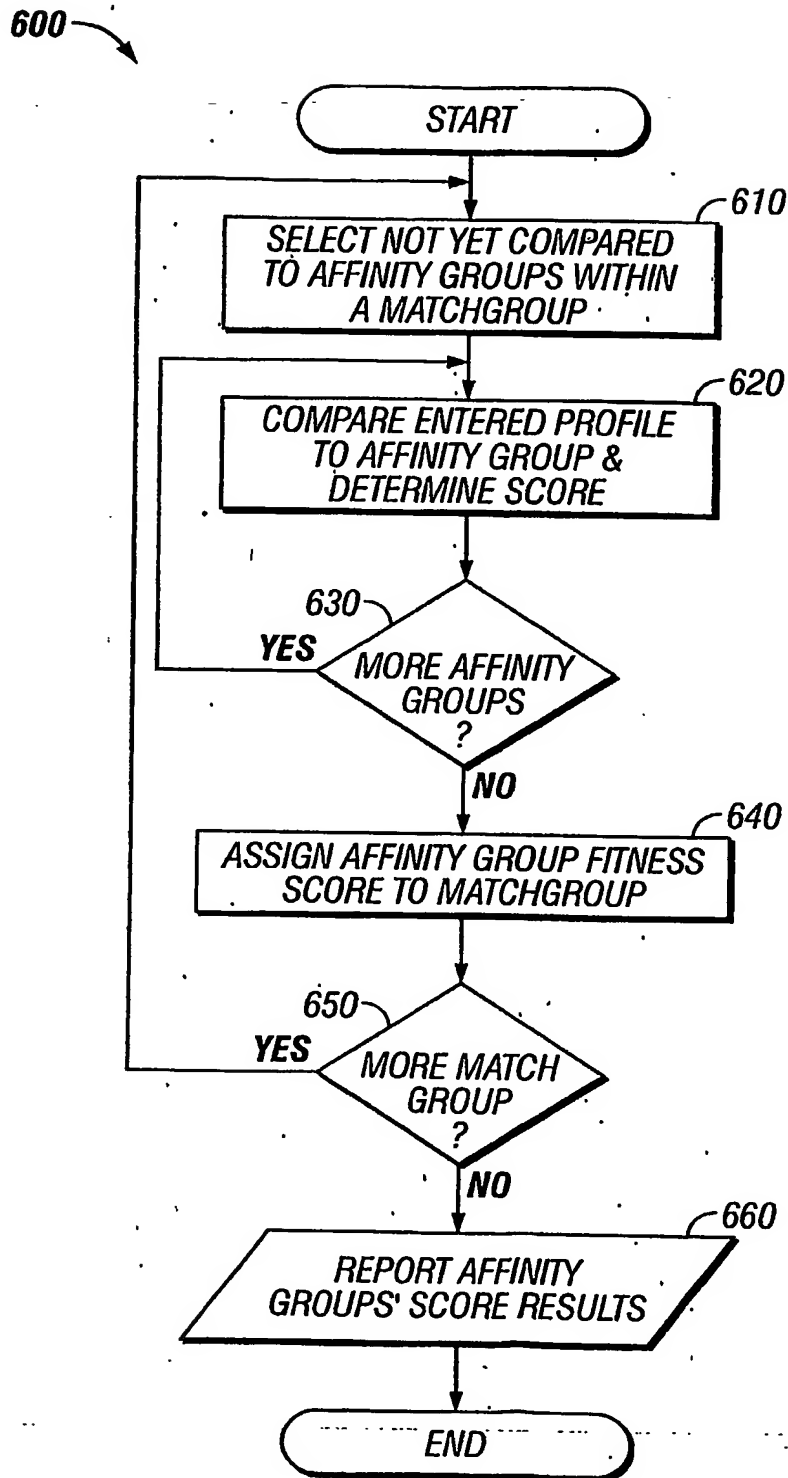 600
START
610
SELECT NOT YET COMPARED
TO AFFINITY GROUPS WITHIN
A MATCHGROUP
620
COMPARE ENTERED PROFILE
TO AFFINITY GROUP &
DETERMINE SCORE
630
YES
MORE AFFINITY
GROUPS
?
NO
640
ASSIGN AFFINITY GROUP FITNESS
SCORE TO MATCHGROUP
650
YES
MORE MATCH
GROUP
?
NO
660
REPORT AFFINITY
GROUPS' SCORE RESULTS
END